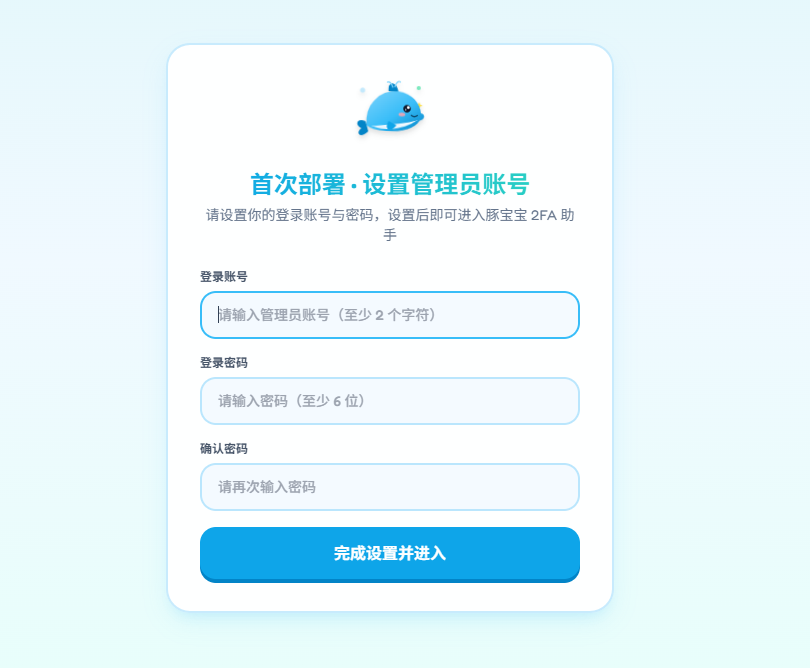 首次部署 · 设置管理员账号
请设置你的登录账号与密码，设置后即可进入豚宝宝 2FA 助
手
登录账号
请输入管理员账号（至少 2 个字符）
登录密码
请输入密码（至少 6 位）
确认密码
请再次输入密码
完成设置并进入